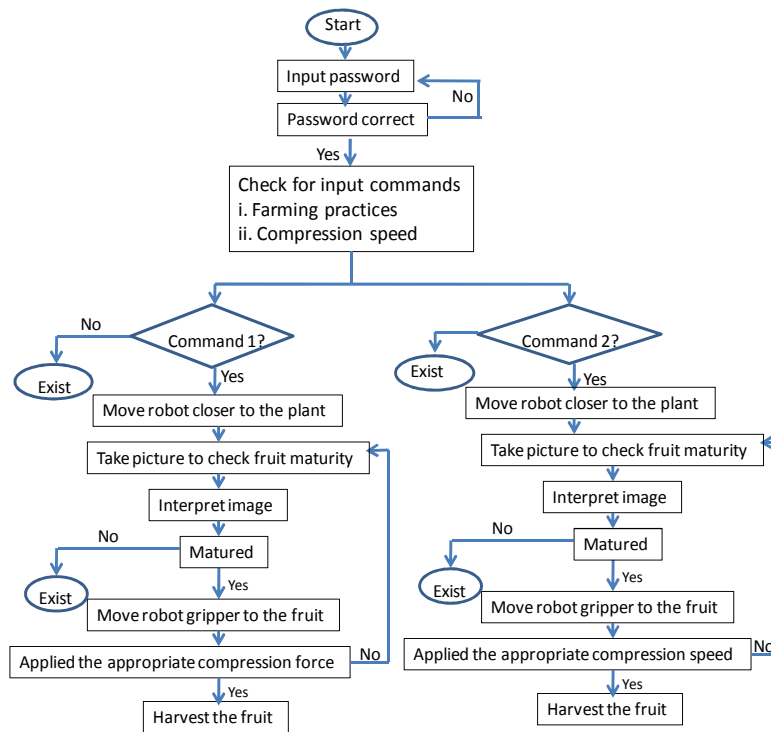 Start
Input password
No
Password correct
Yes
Check for input commands
i. Farming practices
ii. Compression speed
No
Command 1?
Exist
Yes
Move robot closer to the plant
Take picture to check fruit maturity
Interpret image
No
Matured
Exist
Yes
Move robot gripper to the fruit
Applied the appropriate compression force
No
Yes
Harvest the fruit
Command 2?
Exist
Yes
Move robot closer to the plant
Take picture to check fruit maturity
Interpret image
No
Matured
Exist
Yes
Move robot gripper to the fruit
Applied the appropriate compression speed
No
Yes
Harvest the fruit